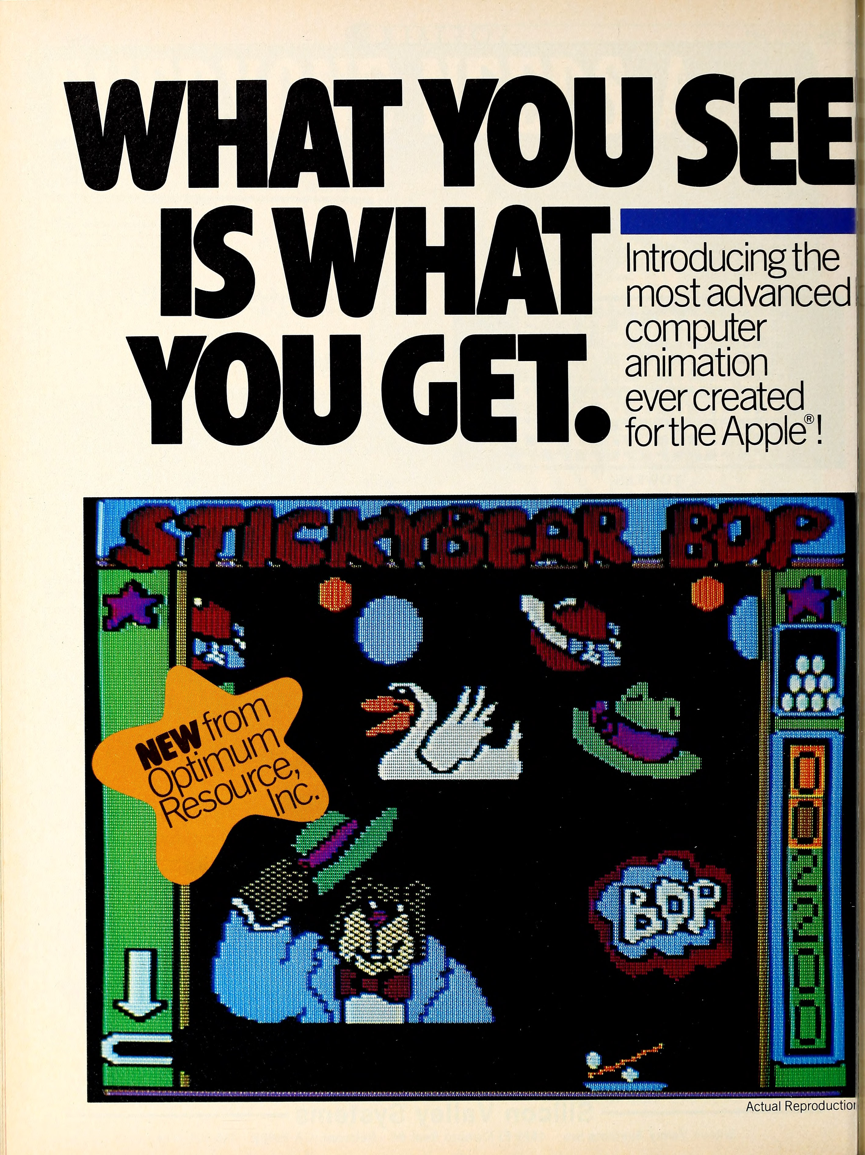 WHAT YOU SEE
IS WHAT
YOU GET.
Introducing the
most advanced
computer
animation
ever created
for the Apple®!
STICKYBEAR BOP
NEW from
Optimum
Resource,
Inc.
BOP
Actual Reproduction